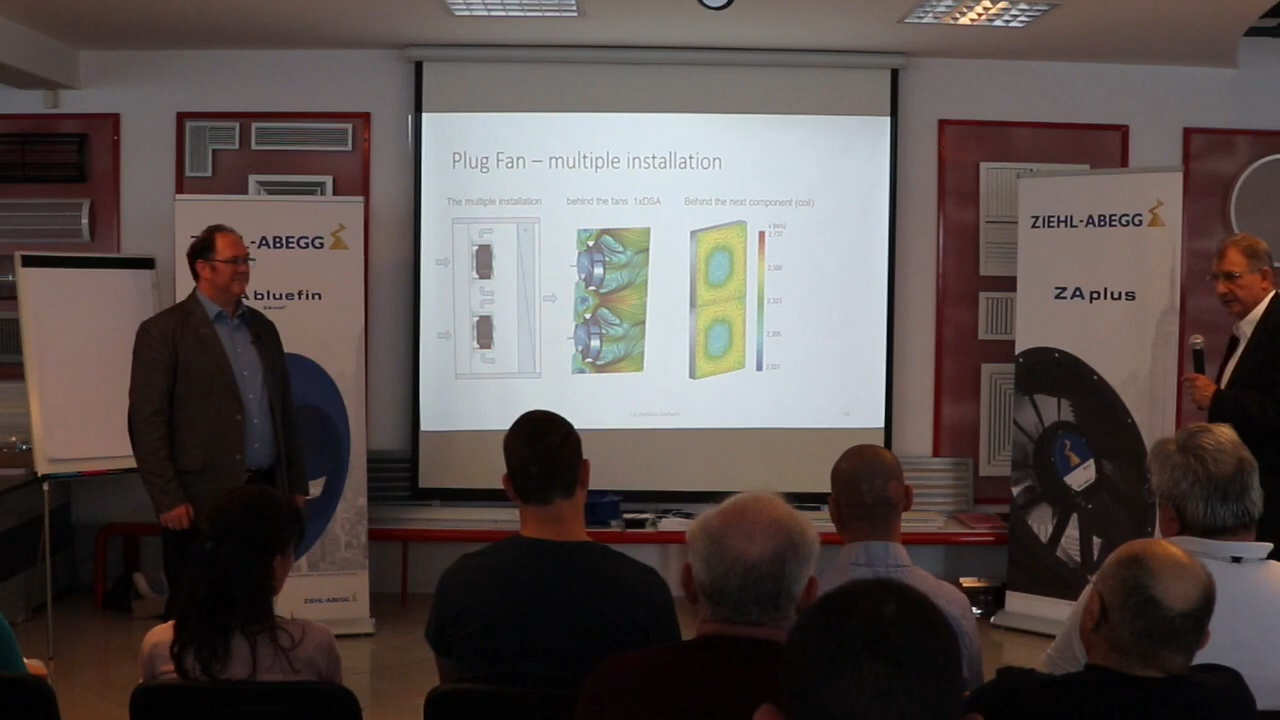 Plug Fan – multiple installation
The multiple installation
behind the fans 1xDSA
Behind the next component (coil)
-ABEGG
Abluefin
ZIEHL-ABEGG
ZIEHL-ABEGG
ZAplus